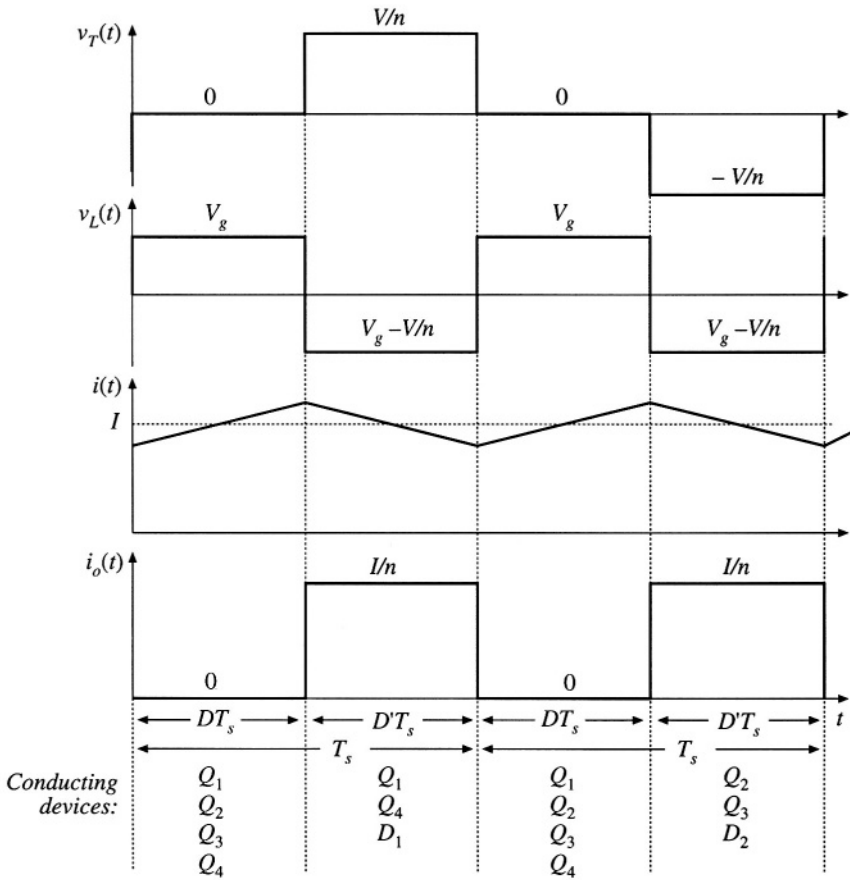 v_T(t)
V/n
0
0
– V/n
v_L(t)
V_g
V_g
V_g –V/n
V_g –V/n
i(t)
I
i_o(t)
I/n
I/n
0
0
DT_s
D'T_s
DT_s
D'T_s
t
T_s
T_s
Conducting
devices:
Q_1
Q_1
Q_1
Q_2
Q_2
Q_4
Q_2
Q_3
Q_3
D_1
Q_3
D_2
Q_4
Q_4